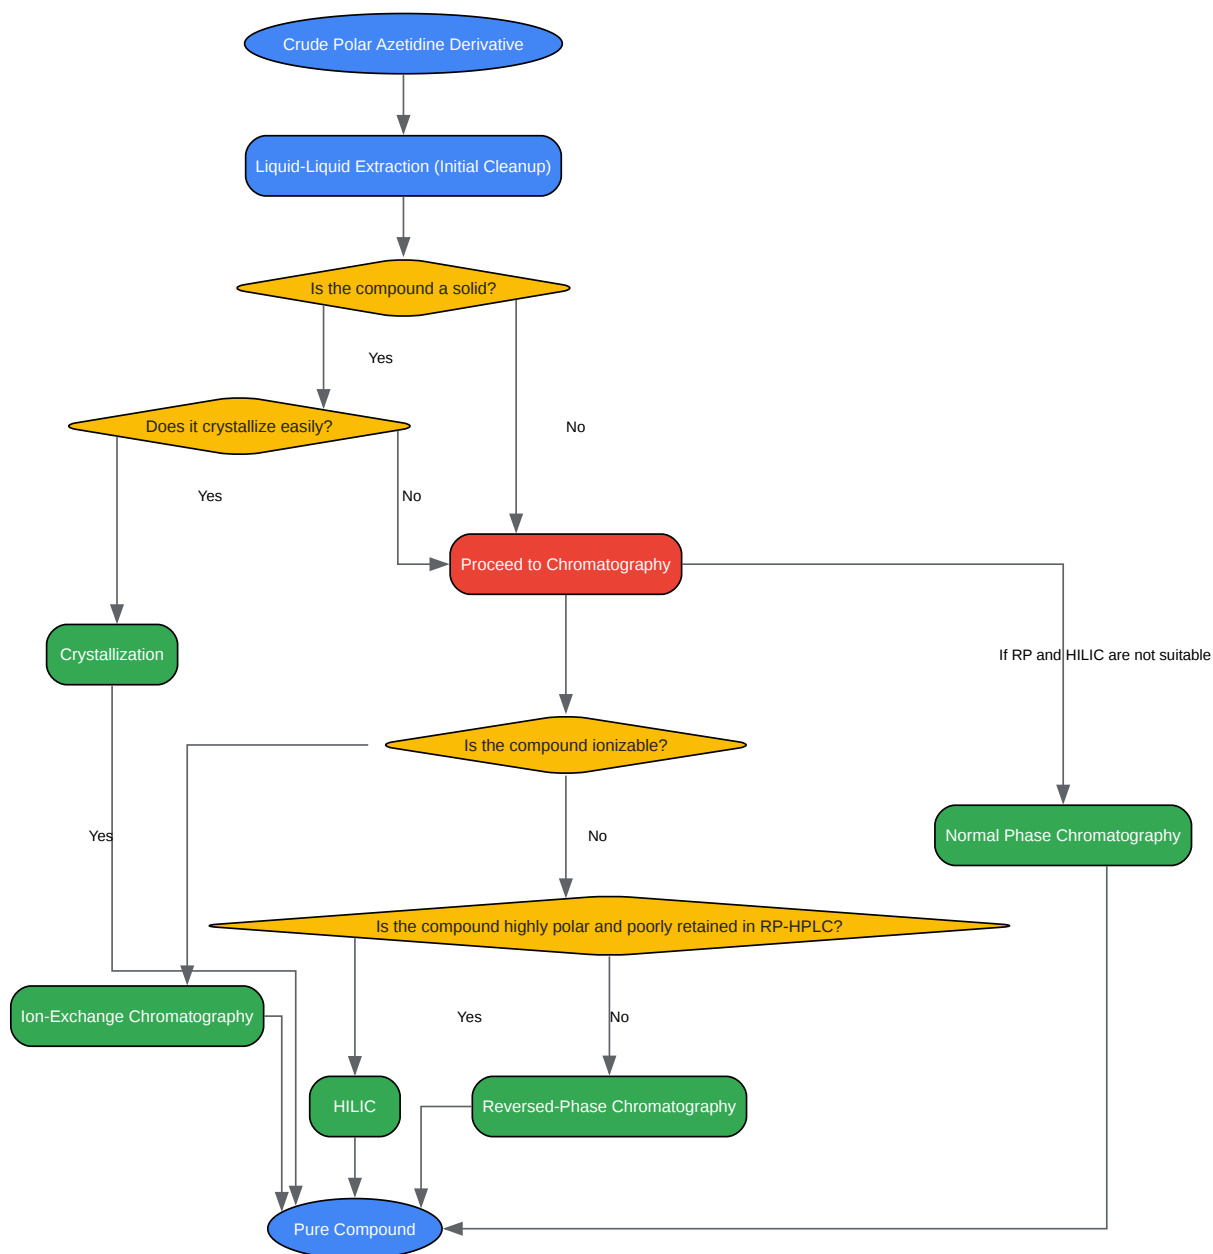 Crude Polar Azetidine Derivative
Liquid-Liquid Extraction (Initial Cleanup)
Is the compound a solid?
Yes
Does it crystallize easily?
No
Yes
No
Proceed to Chromatography
Crystallization
If RP and HILIC are not suitable
Is the compound ionizable?
Yes
No
Normal Phase Chromatography
Is the compound highly polar and poorly retained in RP-HPLC?
Ion-Exchange Chromatography
Yes
No
HILIC
Reversed-Phase Chromatography
Pure Compound